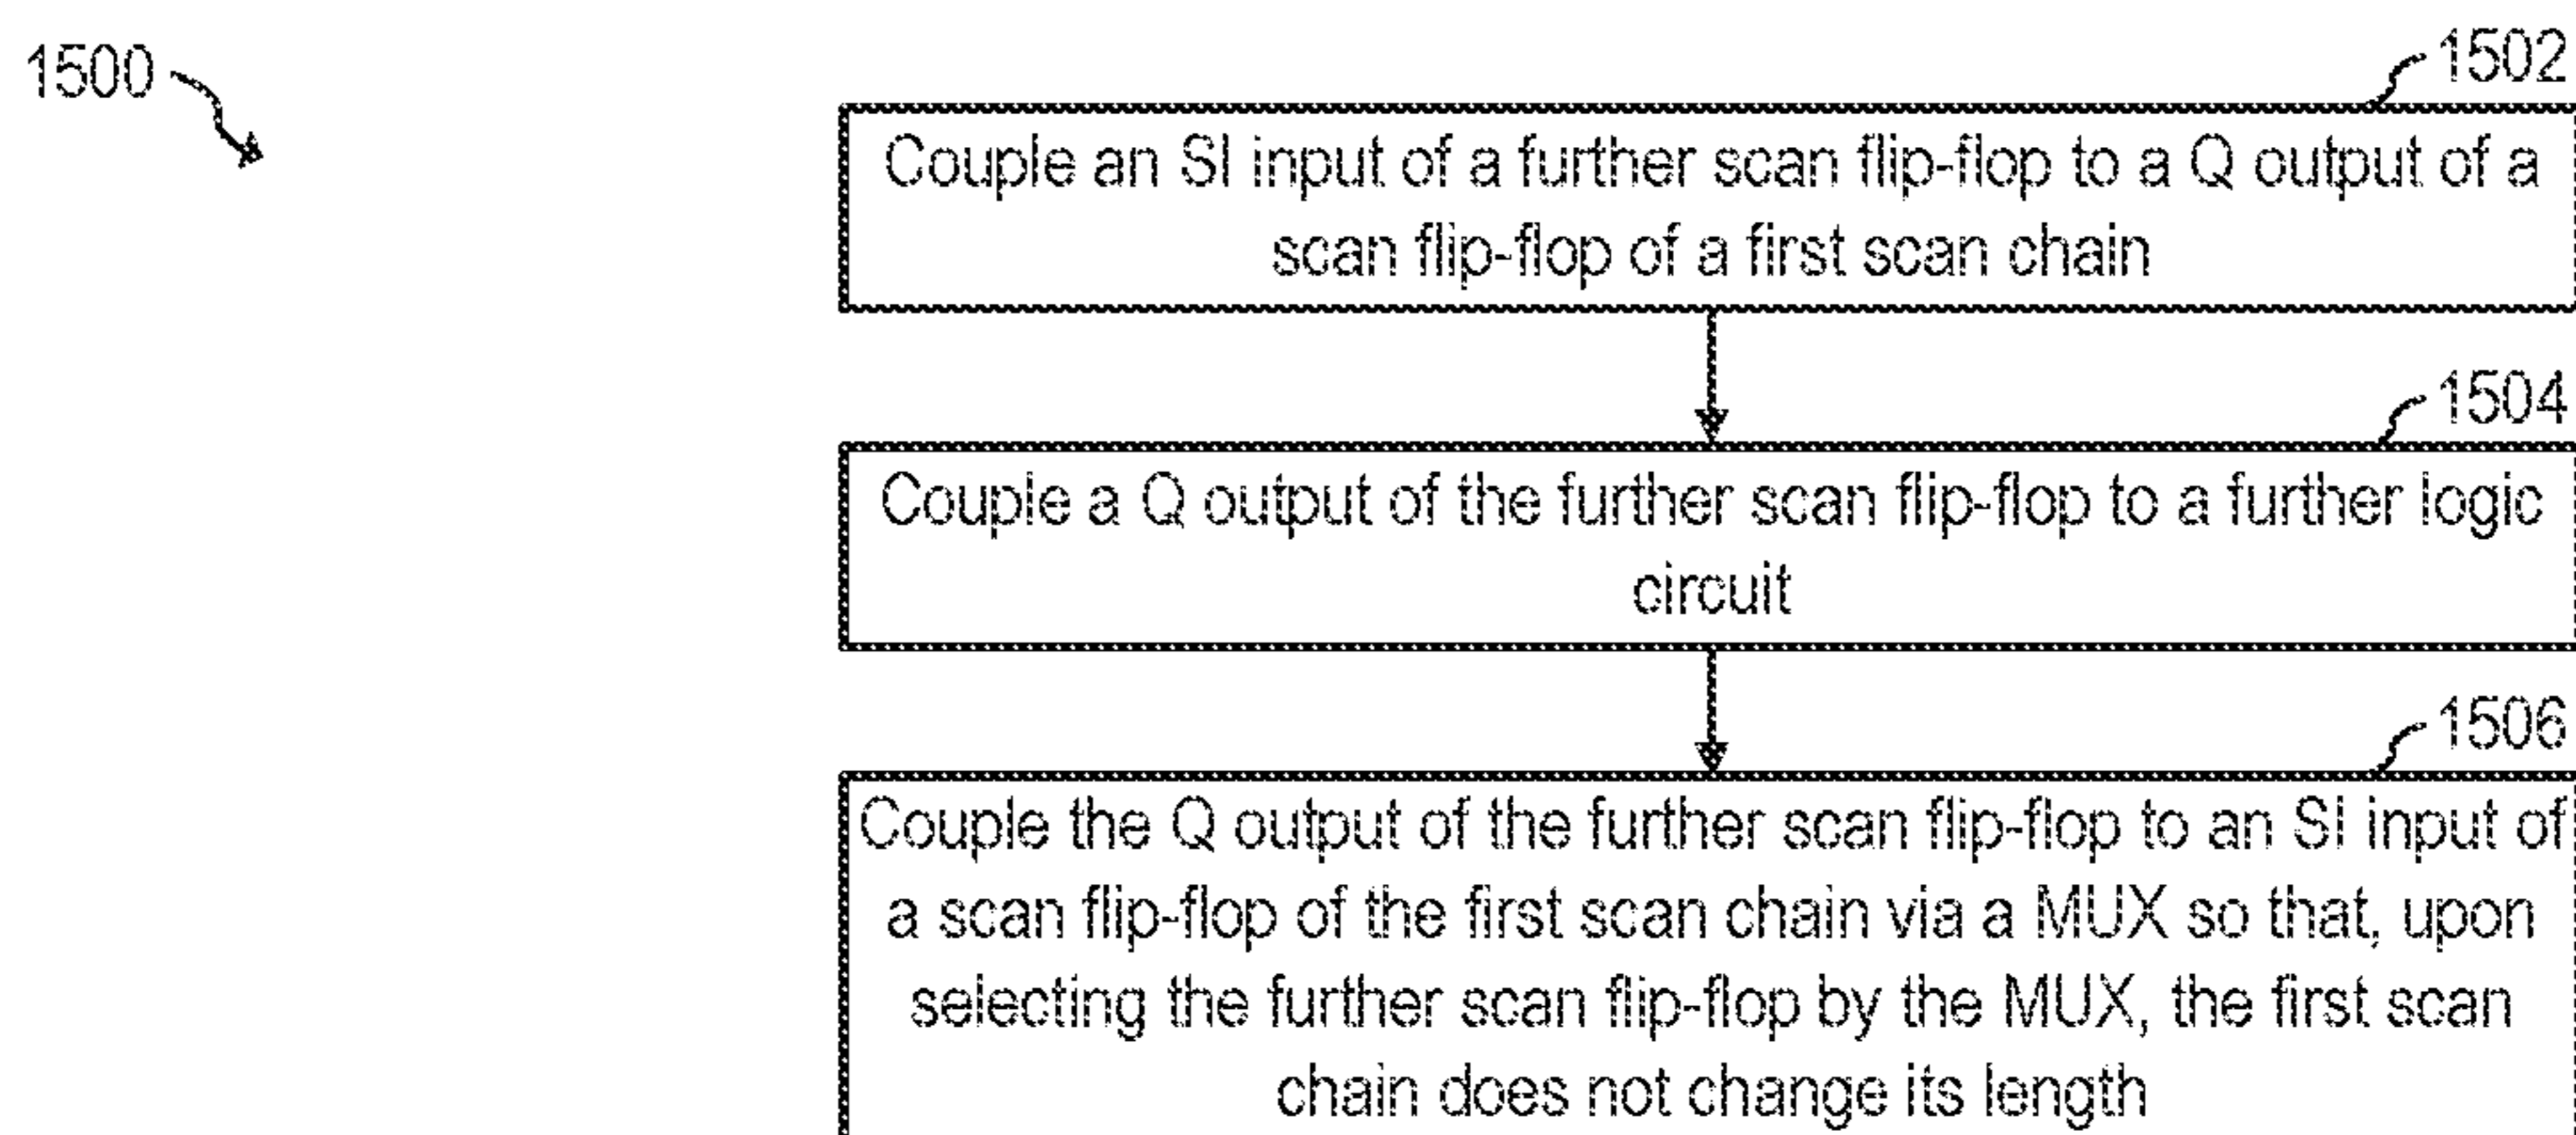 1500
1502
Couple an SI input of a further scan flip-flop to a Q output of a
scan flip-flop of a first scan chain
1504
Couple a Q output of the further scan flip-flop to a further logic
circuit
1506
Couple the Q output of the further scan flip-flop to an SI input of
a scan flip-flop of the first scan chain via a MUX so that, upon
selecting the further scan flip-flop by the MUX, the first scan
chain does not change its length